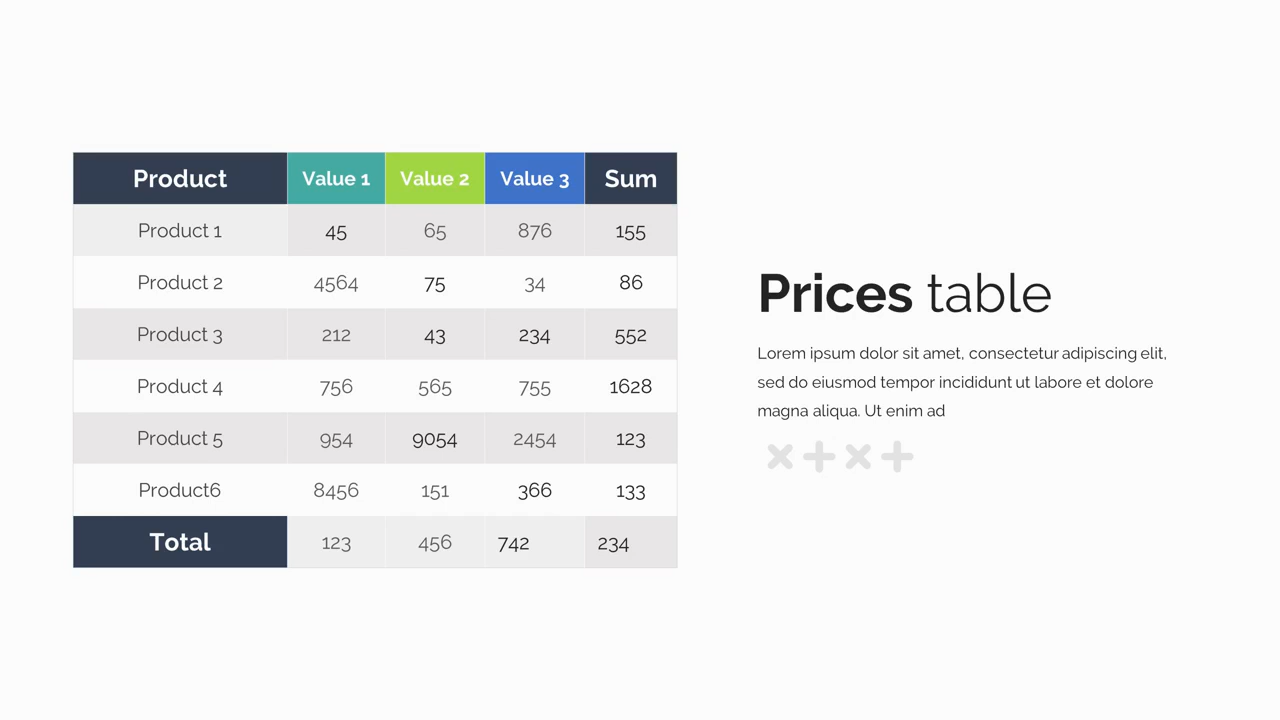 Product Value 1 Value 2 Value 3 Sum
Product 1 45 65 876 155
Product 2 4564 75 34 86
Product 3 212 43 234 552
Product 4 756 565 755 1628
Product 5 954 9054 2454 123
Product6 8456 151 366 133
Total 123 456 742 234
Prices table
Lorem ipsum dolor sit amet, consectetur adipiscing elit,
sed do eiusmod tempor incididunt ut labore et dolore
magna aliqua. Ut enim ad